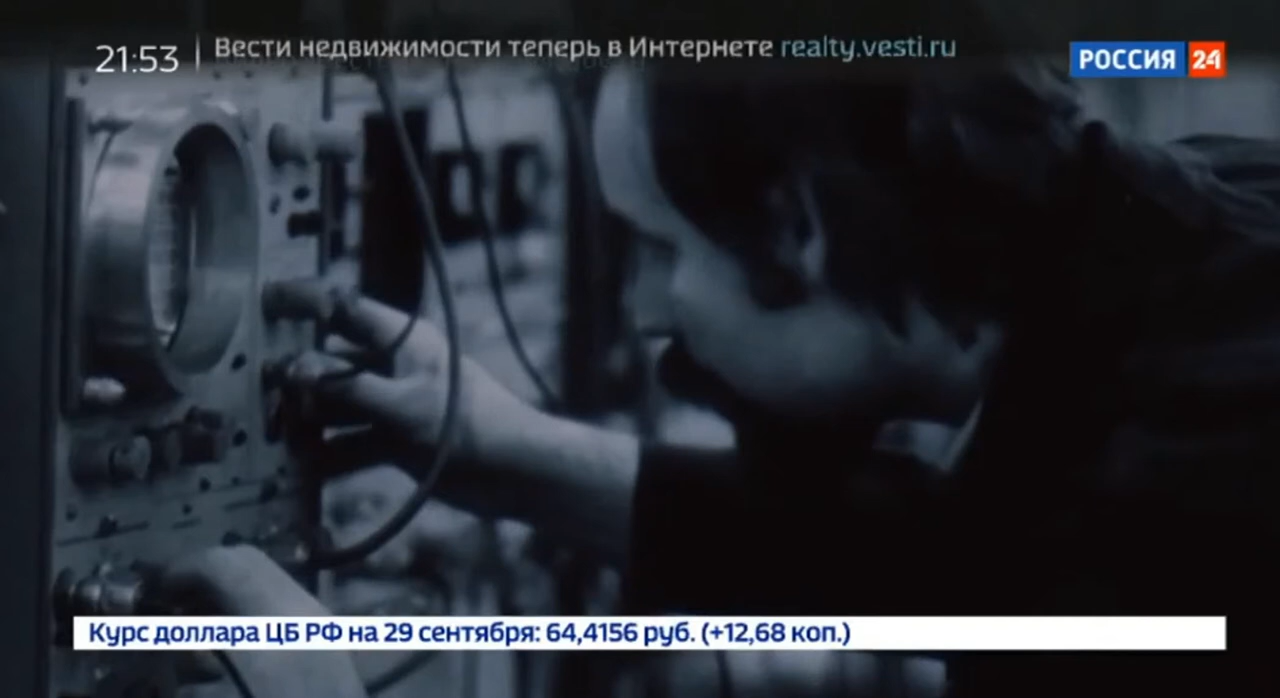 21:53
Вести недвижимости теперь в Интернете realty.vesti.ru
РОССИЯ 24
Курс доллара ЦБ РФ на 29 сентября: 64,4156 руб. (+12,68 коп.)